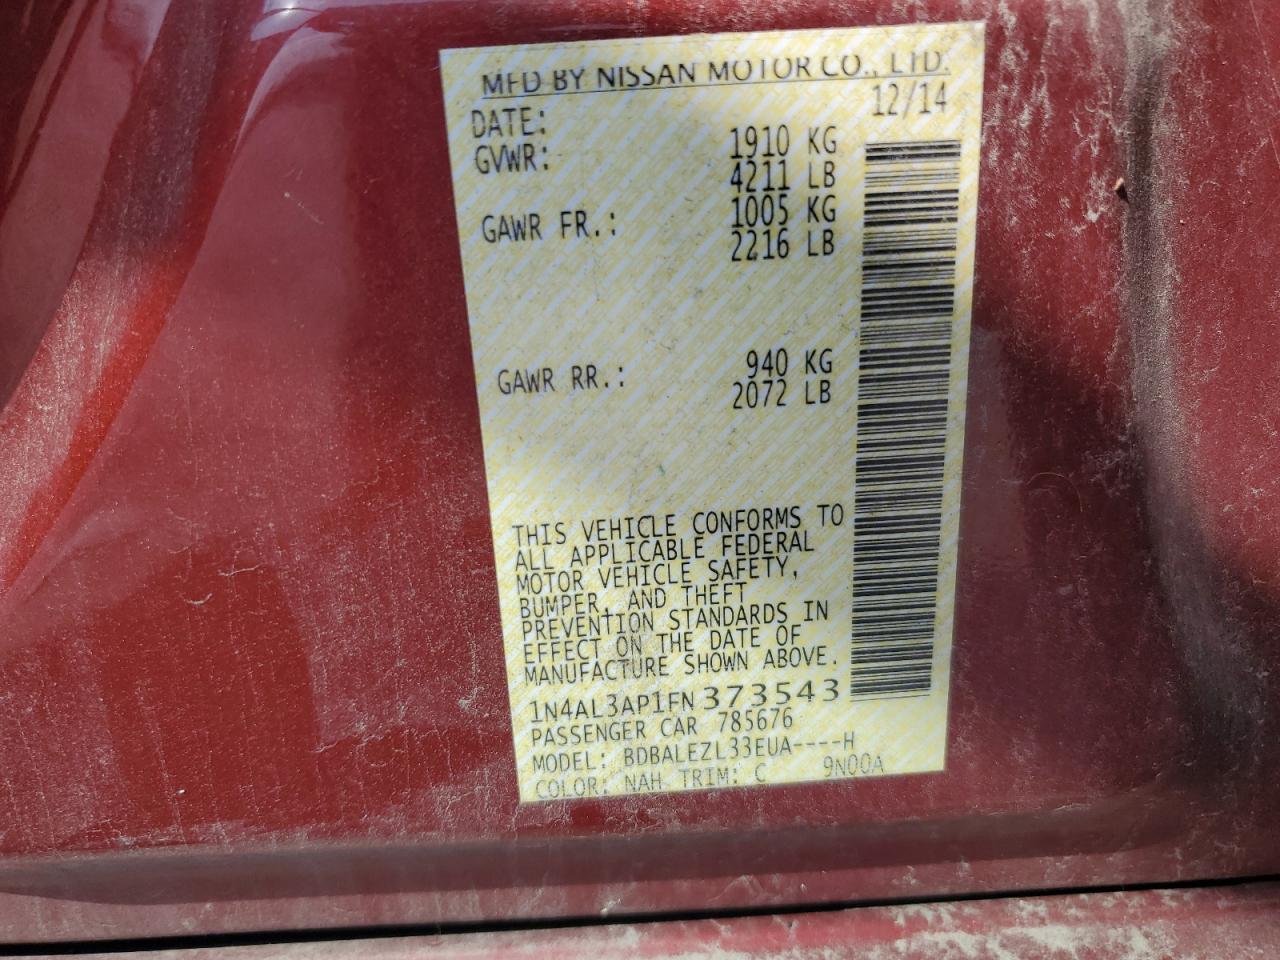 MFD BY NISSAN MOTOR CO., LTD.
DATE: 12/14
GVWR: 1910 KG
4211 LB
GAWR FR.: 1005 KG
2216 LB
GAWR RR.: 940 KG
2072 LB
THIS VEHICLE CONFORMS TO
ALL APPLICABLE FEDERAL
MOTOR VEHICLE SAFETY,
BUMPER, AND THEFT
PREVENTION STANDARDS IN
EFFECT ON THE DATE OF
MANUFACTURE SHOWN ABOVE.
1N4AL3AP1FN373543
PASSENGER CAR 785676
MODEL: BDBALEZL33EUA----H
COLOR: NAH TRIM: C 9N00A